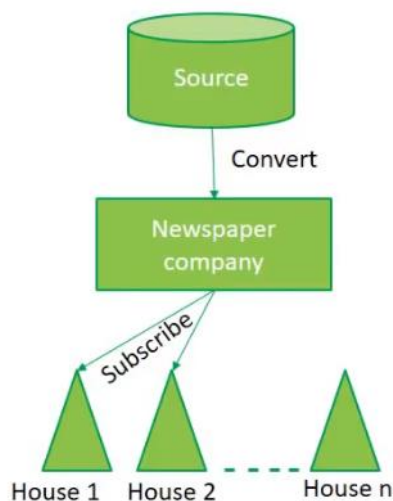 Source
Convert
Newspaper
company
Subscribe
House 1
House 2
House n